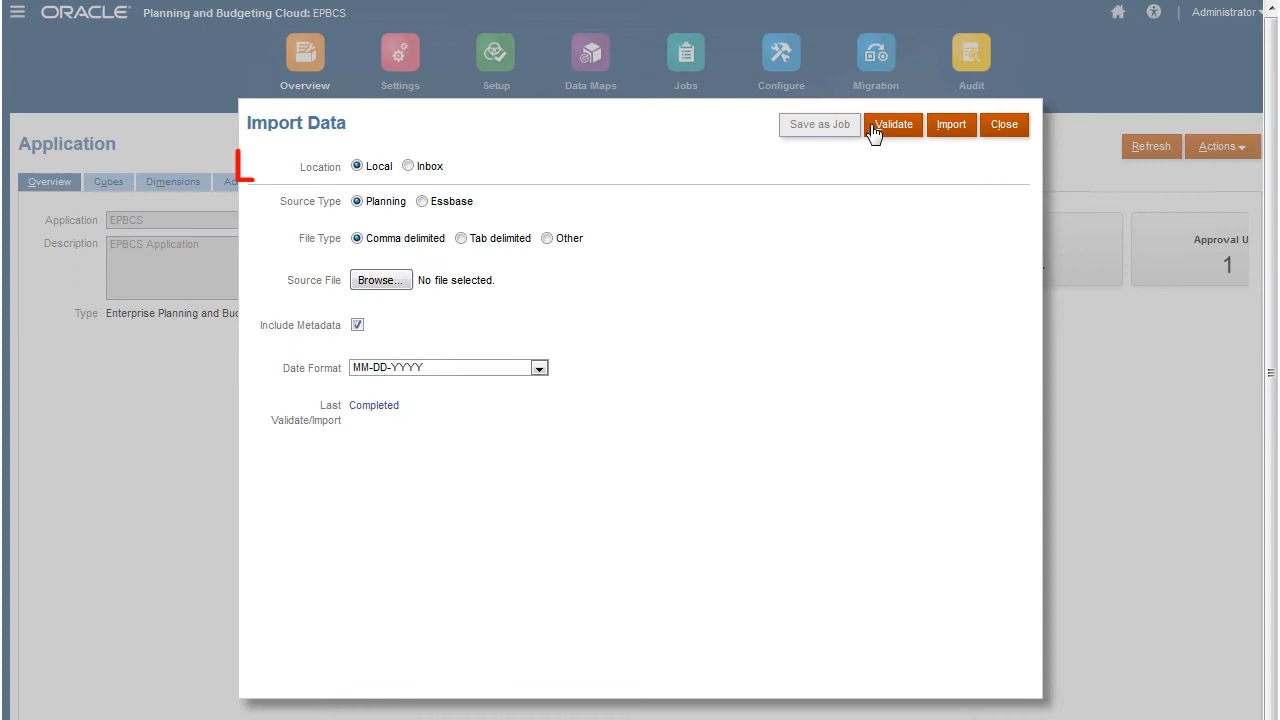 ORACLE Planning and Budgeting Cloud: EPBCS Administrator
Overview Settings Setup Data Maps Jobs Configure Migration Audit
Import Data Save as Job Validate Import Close
Application Refresh Actions
Location Local Inbox
Overview Cubes Dimensions
Source Type Planning Essbase
Application EPBCS
File Type Comma delimited Tab delimited Other
Description EPBCS Application
Approval U
1
Source File Browse... No file selected.
Type Enterprise Planning and Bud
Include Metadata
Date Format MM-DD-YYYY
Last Completed
Validate/Import